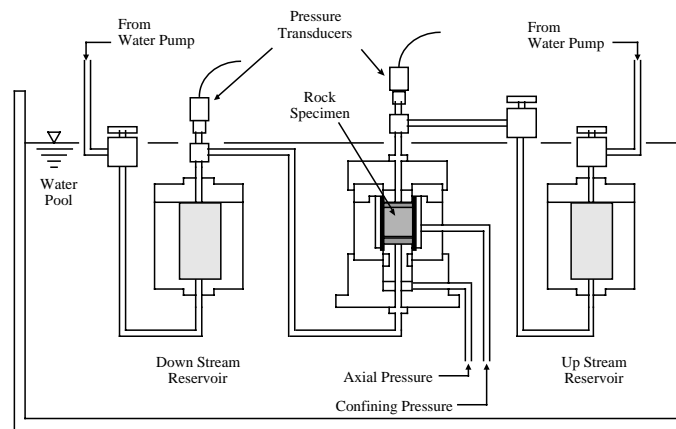 From
Water Pump
Pressure
Transducers
From
Water Pump
Rock
Specimen
Water
Pool
Down Stream
Reservoir
Axial Pressure
Confining Pressure
Up Stream
Reservoir